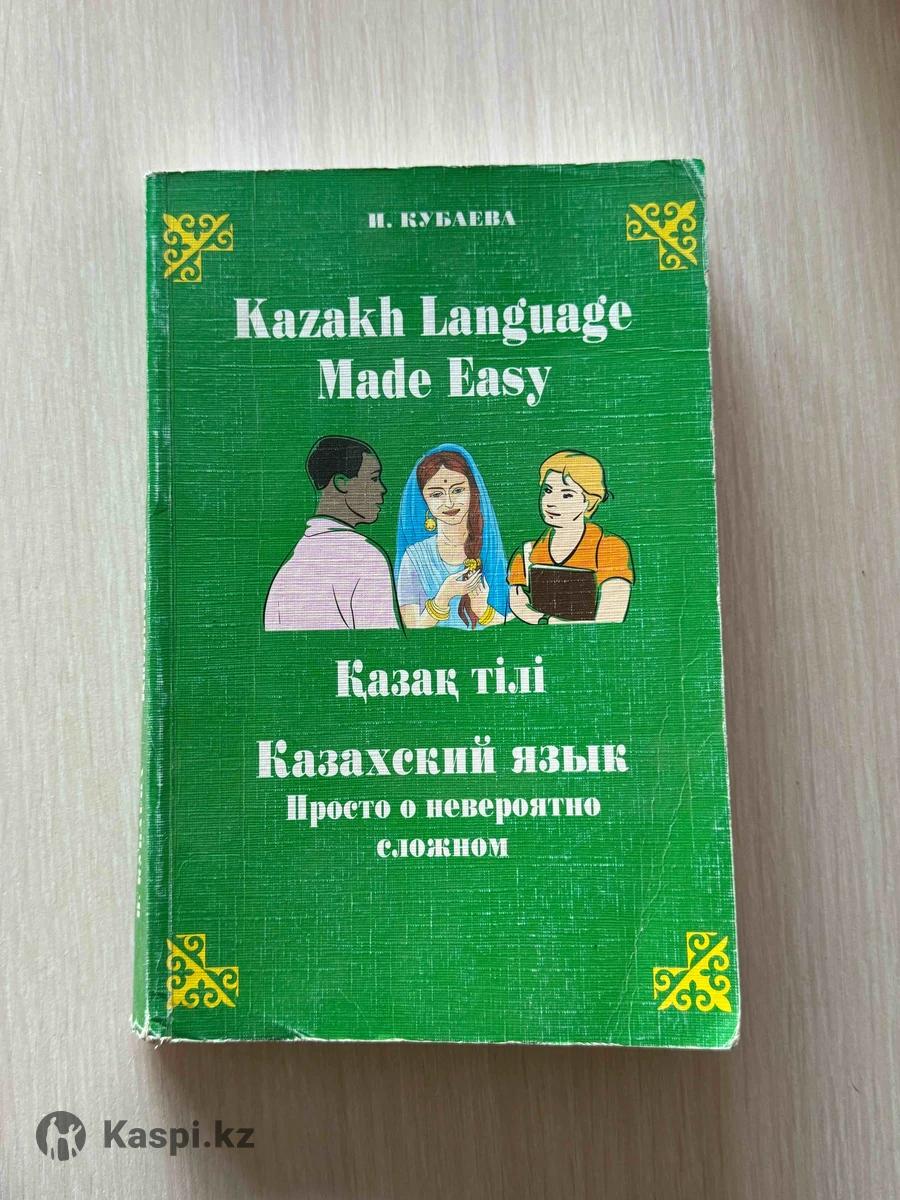 И. КУБАЕВА
Kazakh Language
Made Easy
Қазақ тілі
Казахский язык
Просто о невероятно
сложном
Kaspi.kz